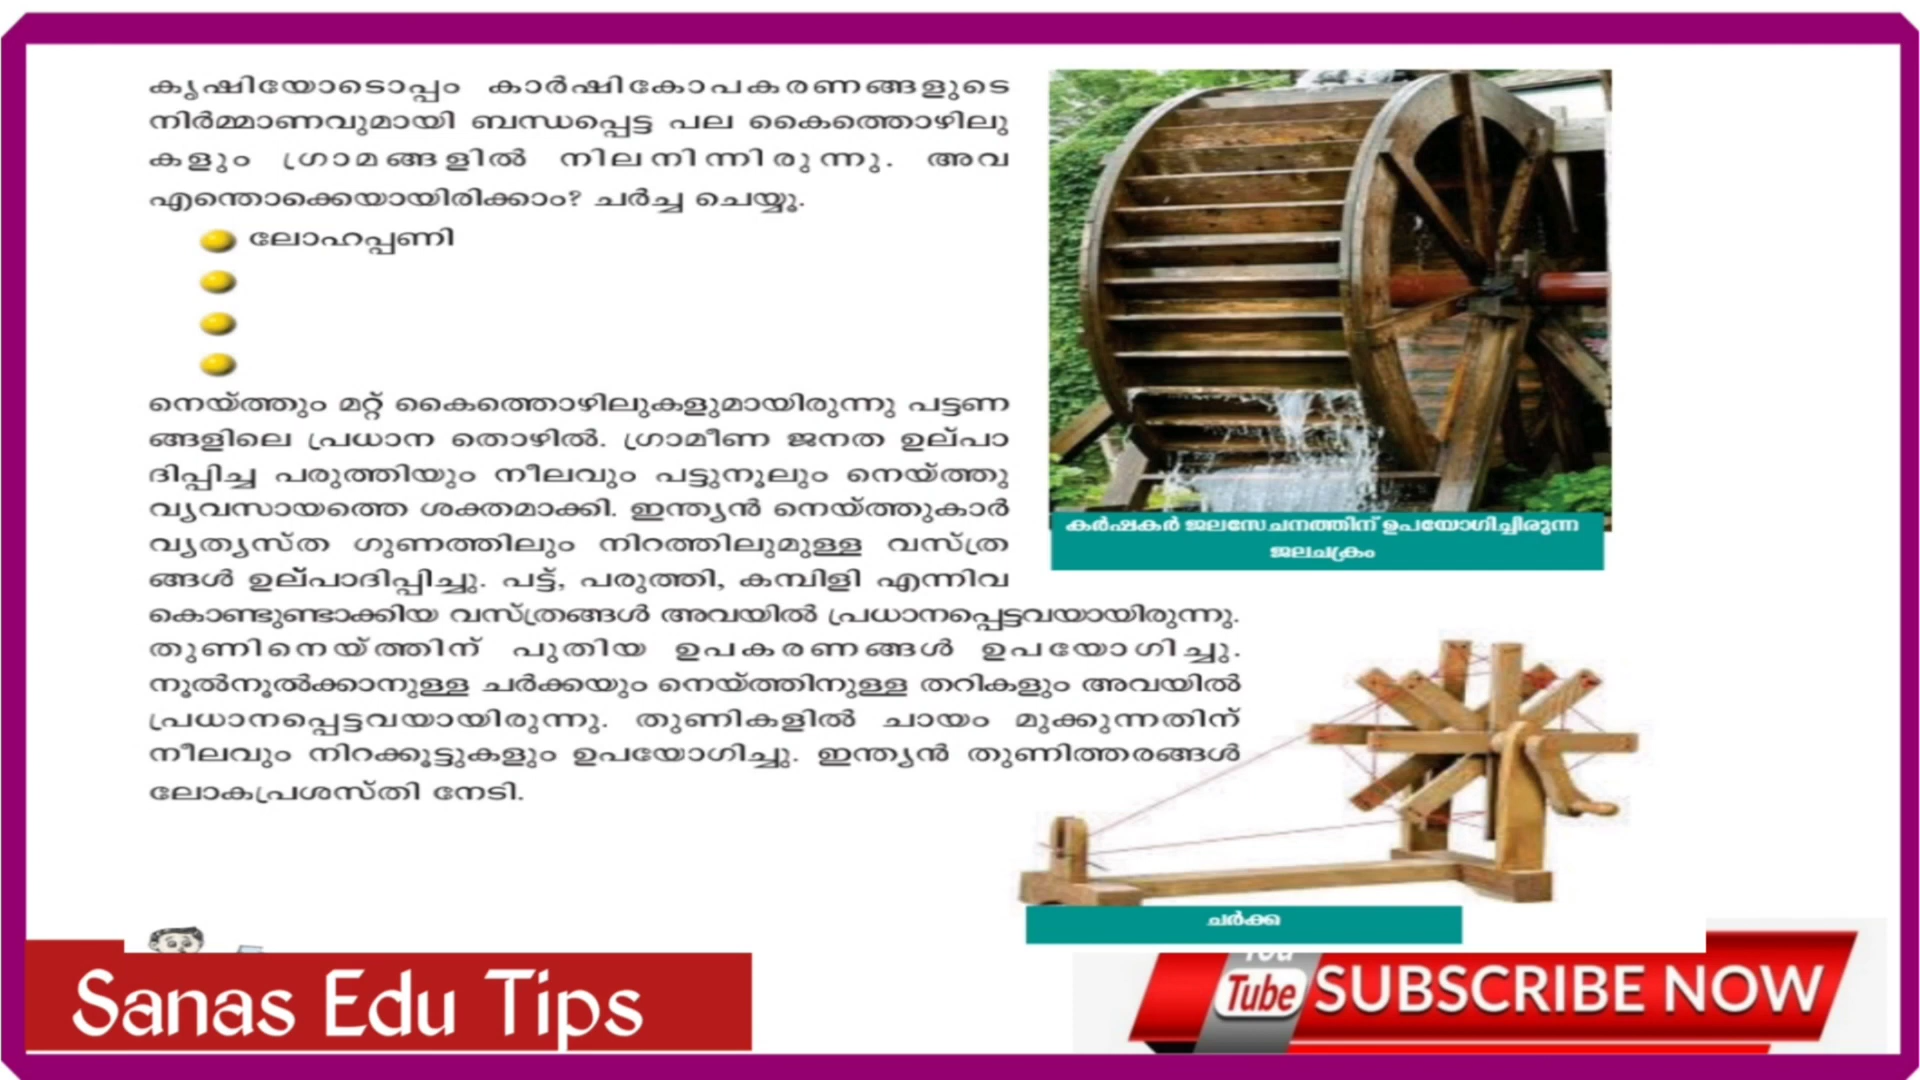 കൃഷിയോടൊപ്പം കാർഷികോപകരണങ്ങളുടെ
നിർമ്മാണവുമായി ബന്ധപ്പെട്ട പല കൈത്തൊഴിലു
കളും ഗ്രാമങ്ങളിൽ നിലനിന്നിരുന്നു. അവ
എന്തൊക്കെയായിരിക്കാം? ചർച്ച ചെയ്യൂ.
ലോഹപ്പണി
നെയ്ത്തും മറ്റ് കൈത്തൊഴിലുകളുമായിരുന്നു പട്ടണ
ങ്ങളിലെ പ്രധാന തൊഴിൽ. ഗ്രാമീണ ജനത ഉല്പാ
ദിപ്പിച്ച പരുത്തിയും നീലവും പട്ടുനൂലും നെയ്ത്തു
വ്യവസായത്തെ ശക്തമാക്കി. ഇന്ത്യൻ നെയ്ത്തുകാർ
വ്യത്യസ്ത ഗുണത്തിലും നിറത്തിലുമുള്ള വസ്ത്ര
ങ്ങൾ ഉല്പാദിപ്പിച്ചു. പട്ട്, പരുത്തി, കമ്പിളി എന്നിവ
കൊണ്ടുണ്ടാക്കിയ വസ്ത്രങ്ങൾ അവയിൽ പ്രധാനപ്പെട്ടവയായിരുന്നു.
തുണിനെയ്ത്തിന് പുതിയ ഉപകരണങ്ങൾ ഉപയോഗിച്ചു.
നൂൽനൂൽക്കാനുള്ള ചർക്കയും നെയ്ത്തിനുള്ള തറികളും അവയിൽ
പ്രധാനപ്പെട്ടവയായിരുന്നു. തുണികളിൽ ചായം മുക്കുന്നതിന്
നീലവും നിറക്കൂട്ടുകളും ഉപയോഗിച്ചു. ഇന്ത്യൻ തുണിത്തരങ്ങൾ
ലോകപ്രശസ്തി നേടി.
കർഷകർ ജലസേചനത്തിന് ഉപയോഗിച്ചിരുന്ന
ജലചക്രം
ചർക്ക
Sanas Edu Tips
You
Tube SUBSCRIBE NOW